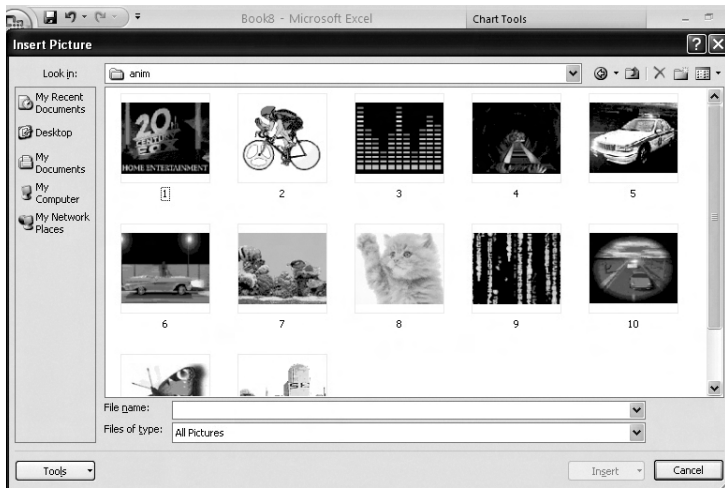 Book8 - Microsoft Excel
Chart Tools
Insert Picture
Look in:
anim
My Recent
Documents
Desktop
My
Documents
My
Computer
My Network
Places
20
CENTURY
FOX
HOME ENTERTAINMENT
1
2
3
4
5
6
7
8
9
10
File name:
Files of type:
All Pictures
Tools
Insert
Cancel